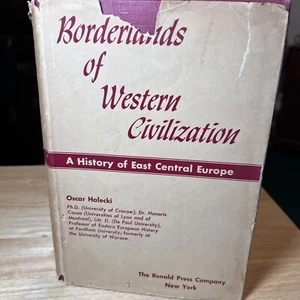 Borderlands
of
Western
Civilization
A History of East Central Europe
Oscar Halecki
Ph.D. (University of Cracow), Dr. Honoris
Causa (Universities of Lyon and of
Montreal), Litt. D. (De Paul University),
Professor of Eastern European History
at Fordham University; formerly at
the University of Warsaw.
The Ronald Press Company
New York